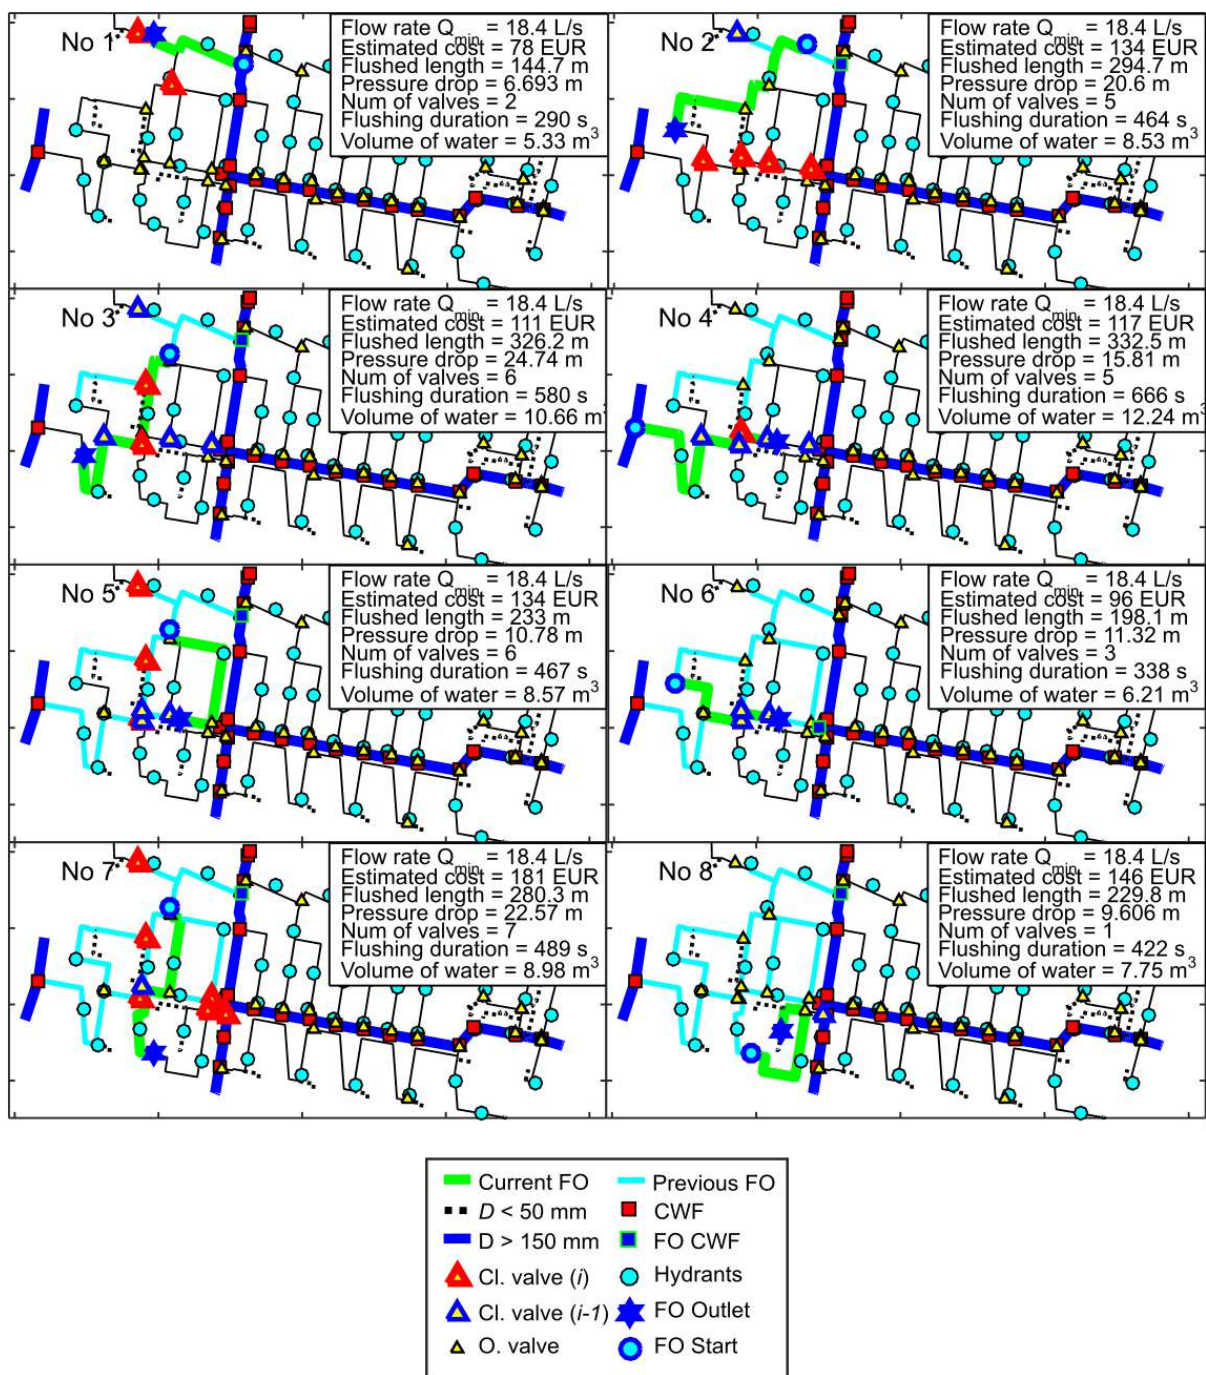 No 1
Flow rate Qmin = 18.4 L/s
Estimated cost = 78 EUR
Flushed length = 144.7 m
Pressure drop = 6.693 m
Num of valves = 2
Flushing duration = 290 s
Volume of water = 5.33 m³
No 2
Flow rate Qmin = 18.4 L/s
Estimated cost = 134 EUR
Flushed length = 294.7 m
Pressure drop = 20.6 m
Num of valves = 5
Flushing duration = 464 s
Volume of water = 8.53 m³
No 3
Flow rate Qmin = 18.4 L/s
Estimated cost = 111 EUR
Flushed length = 326.2 m
Pressure drop = 24.74 m
Num of valves = 6
Flushing duration = 580 s
Volume of water = 10.66 m³
No 4
Flow rate Qmin = 18.4 L/s
Estimated cost = 117 EUR
Flushed length = 332.5 m
Pressure drop = 15.81 m
Num of valves = 5
Flushing duration = 666 s
Volume of water = 12.24 m³
No 5
Flow rate Qmin = 18.4 L/s
Estimated cost = 134 EUR
Flushed length = 233 m
Pressure drop = 10.78 m
Num of valves = 6
Flushing duration = 467 s
Volume of water = 8.57 m³
No 6
Flow rate Qmin = 18.4 L/s
Estimated cost = 96 EUR
Flushed length = 198.1 m
Pressure drop = 11.32 m
Num of valves = 3
Flushing duration = 338 s
Volume of water = 6.21 m³
No 7
Flow rate Qmin = 18.4 L/s
Estimated cost = 181 EUR
Flushed length = 280.3 m
Pressure drop = 22.57 m
Num of valves = 7
Flushing duration = 489 s
Volume of water = 8.98 m³
No 8
Flow rate Qmin = 18.4 L/s
Estimated cost = 146 EUR
Flushed length = 229.8 m
Pressure drop = 9.606 m
Num of valves = 1
Flushing duration = 422 s
Volume of water = 7.75 m³
Current FO
D < 50 mm
D > 150 mm
Cl. valve (i)
Cl. valve (i-1)
O. valve
Previous FO
CWF
FO CWF
Hydrants
FO Outlet
FO Start